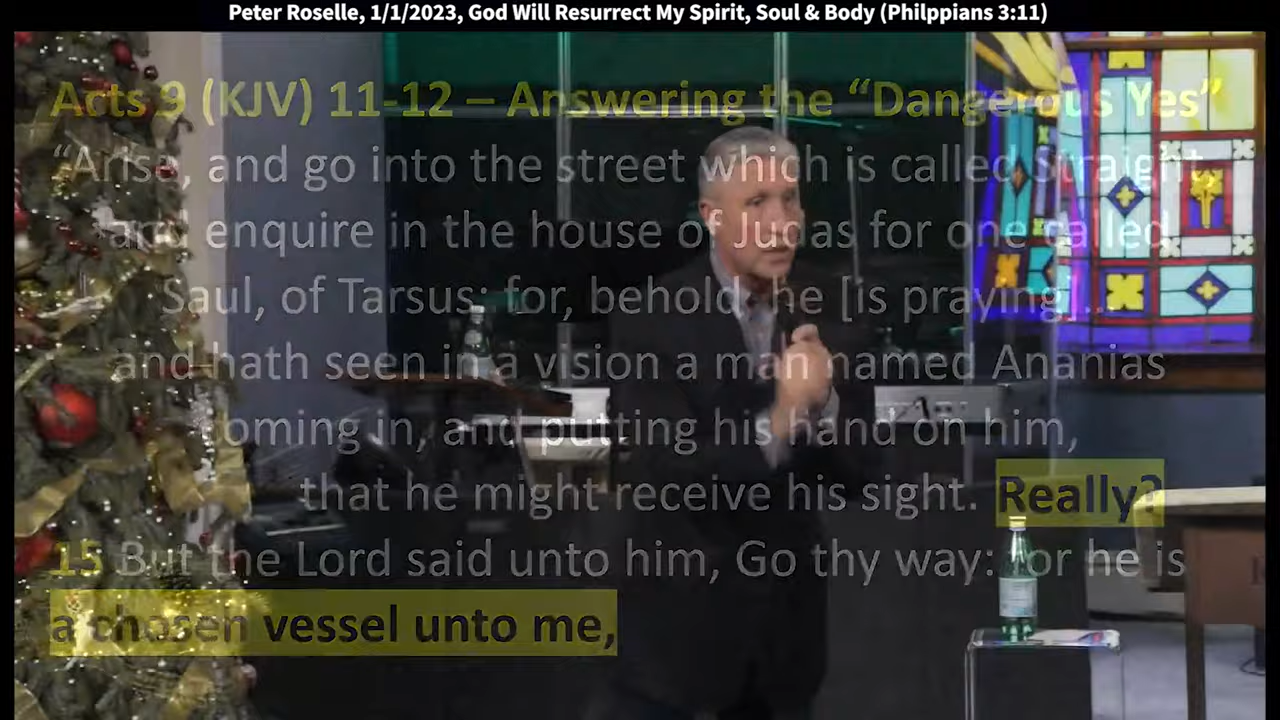 Peter Roselle, 1/1/2023, God Will Resurrect My Spirit, Soul & Body (Philppians 3:11)
Acts 9 (KJV) 11-12 – Answering the “Dangerous Yes”
“Arise, and go into the street which is called Straight,
and enquire in the house of Judas for one called
Saul, of Tarsus: for, behold, he [is praying]...
and hath seen in a vision a man named Ananias
coming in, and putting his hand on him,
that he might receive his sight. Really?
15 But the Lord said unto him, Go thy way: for he is
a chosen vessel unto me,